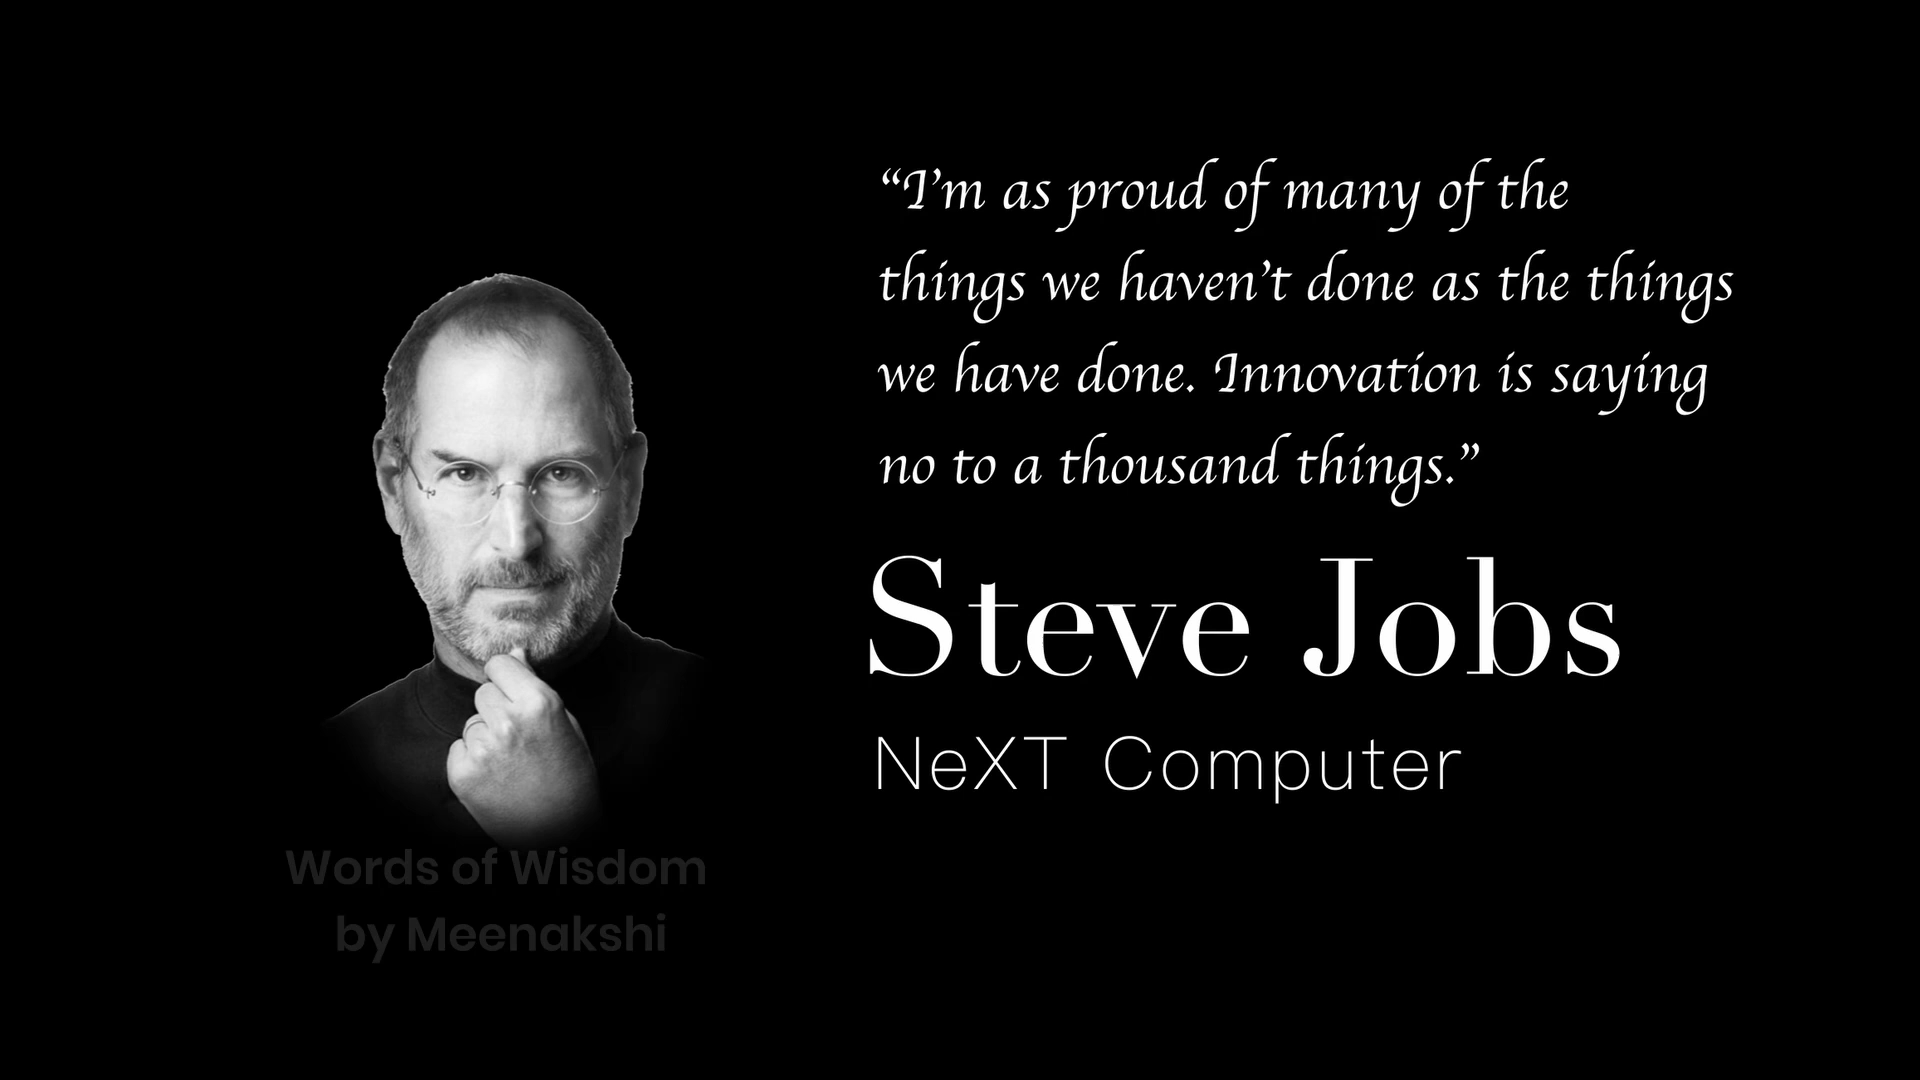 “I’m as proud of many of the
things we haven’t done as the things
we have done. Innovation is saying
no to a thousand things.”
Steve Jobs
NeXT Computer
Words of Wisdom
by Meenakshi